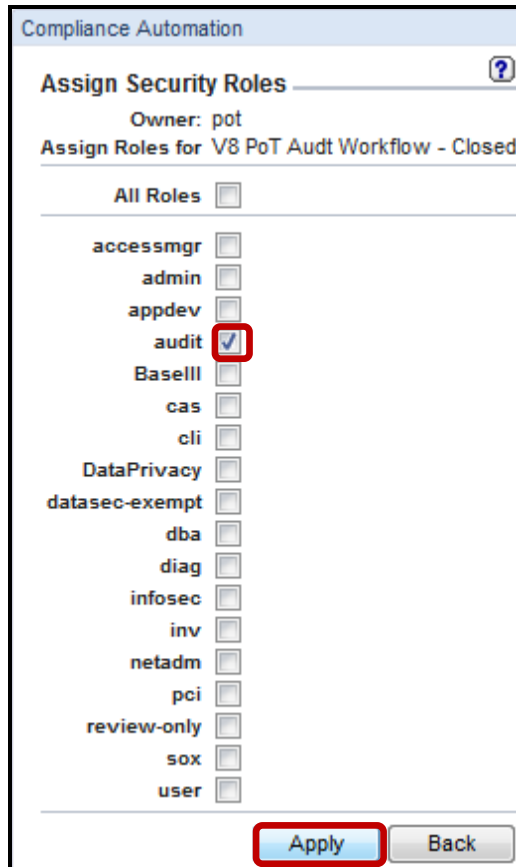 Compliance Automation
Assign Security Roles ?
Owner: pot
Assign Roles for V8 PoT Audt Workflow - Closed
All Roles
accessmgr
admin
appdev
audit
BaseIII
cas
cli
DataPrivacy
datasec-exempt
dba
diag
infosec
inv
netadm
pci
review-only
sox
user
Apply Back